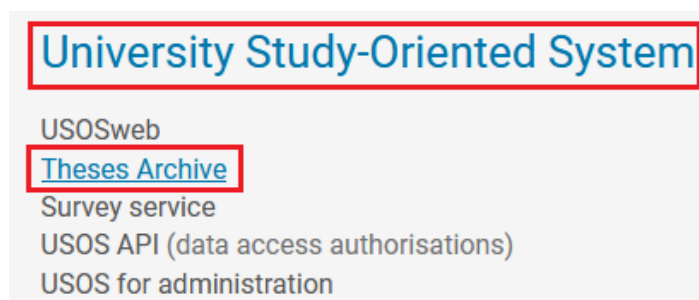 University Study-Oriented System
USOSweb
Theses Archive
Survey service
USOS API (data access authorisations)
USOS for administration